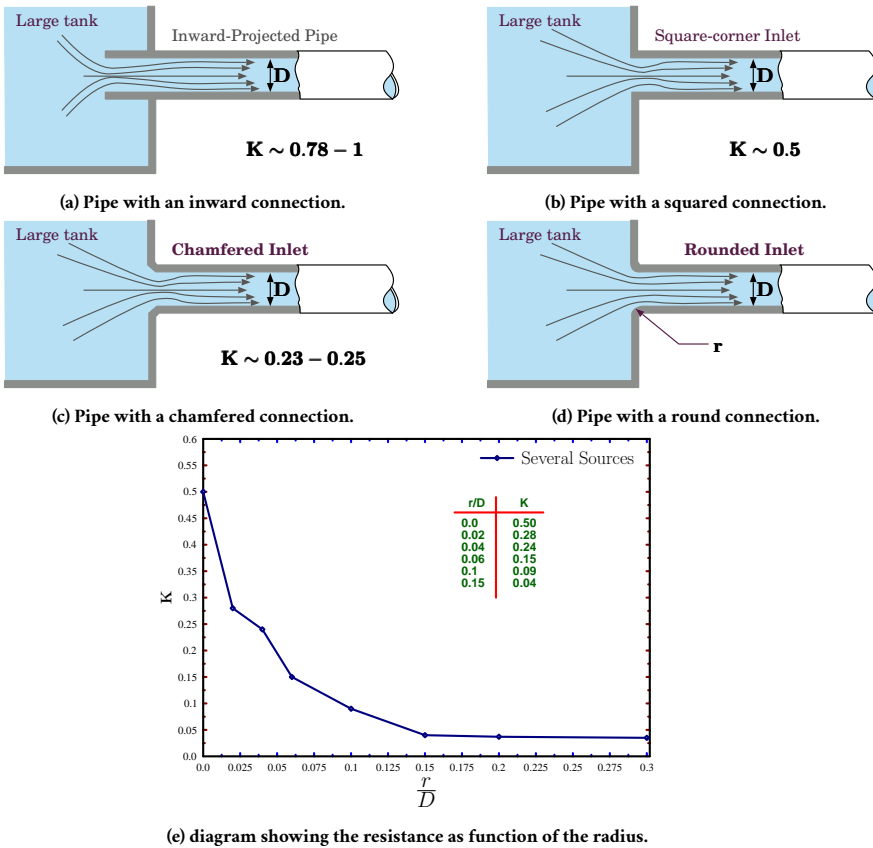 Large tank
Inward-Projected Pipe
D
K ∼ 0.78 − 1
(a) Pipe with an inward connection.
Large tank
Square-corner Inlet
D
K ∼ 0.5
(b) Pipe with a squared connection.
Large tank
Chamfered Inlet
D
K ∼ 0.23 − 0.25
(c) Pipe with a chamfered connection.
Large tank
Rounded Inlet
D
r
(d) Pipe with a round connection.
0.6
0.55
0.5
0.45
0.4
0.35
0.3
0.25
0.2
0.15
0.1
0.05
0.0
K
Several Sources
r/D K
0.0 0.50
0.02 0.28
0.04 0.24
0.06 0.15
0.1 0.09
0.15 0.04
0.0 0.025 0.05 0.075 0.1 0.125 0.15 0.175 0.2 0.225 0.25 0.275 0.3
r
D
(e) diagram showing the resistance as function of the radius.